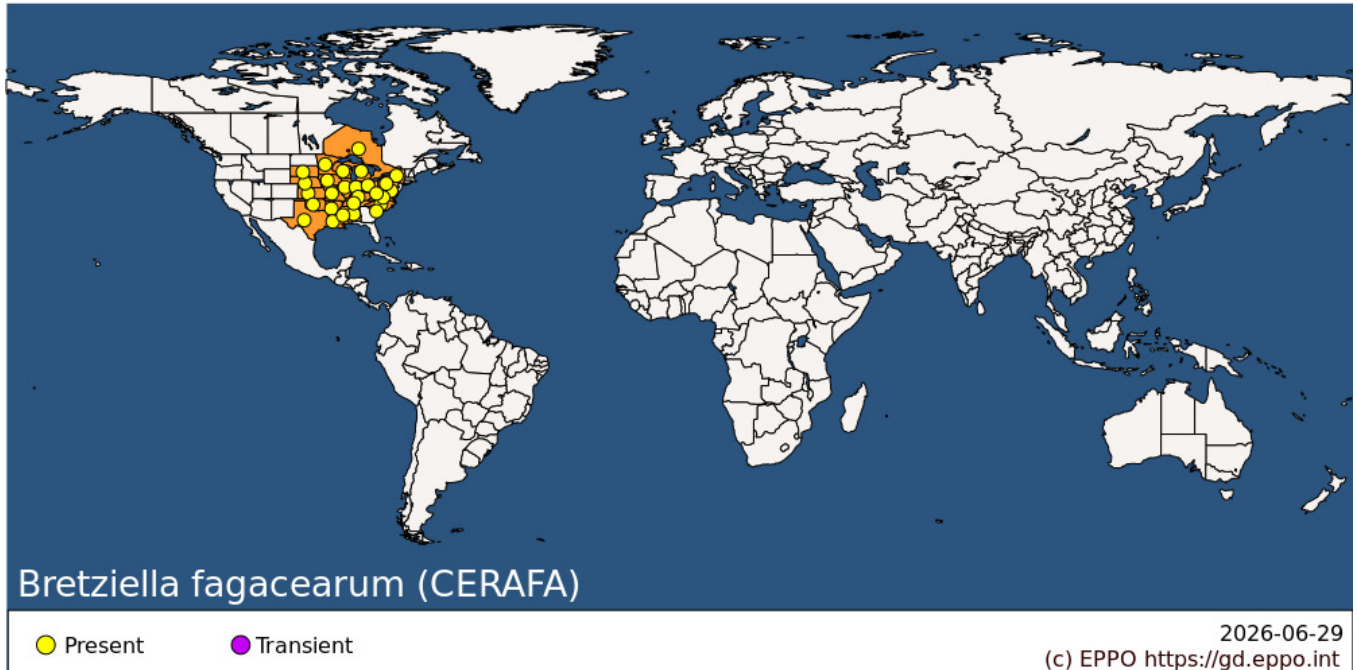 Bretziella fagacearum (CERAFA)
Present
Transient
2026-06-29
(c) EPPO https://gd.eppo.int